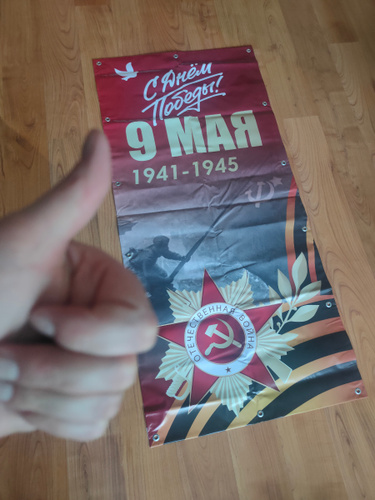 С Днём
Победы!
9 МАЯ
1941-1945
ОТЕЧЕСТВЕННАЯ ВОЙНА